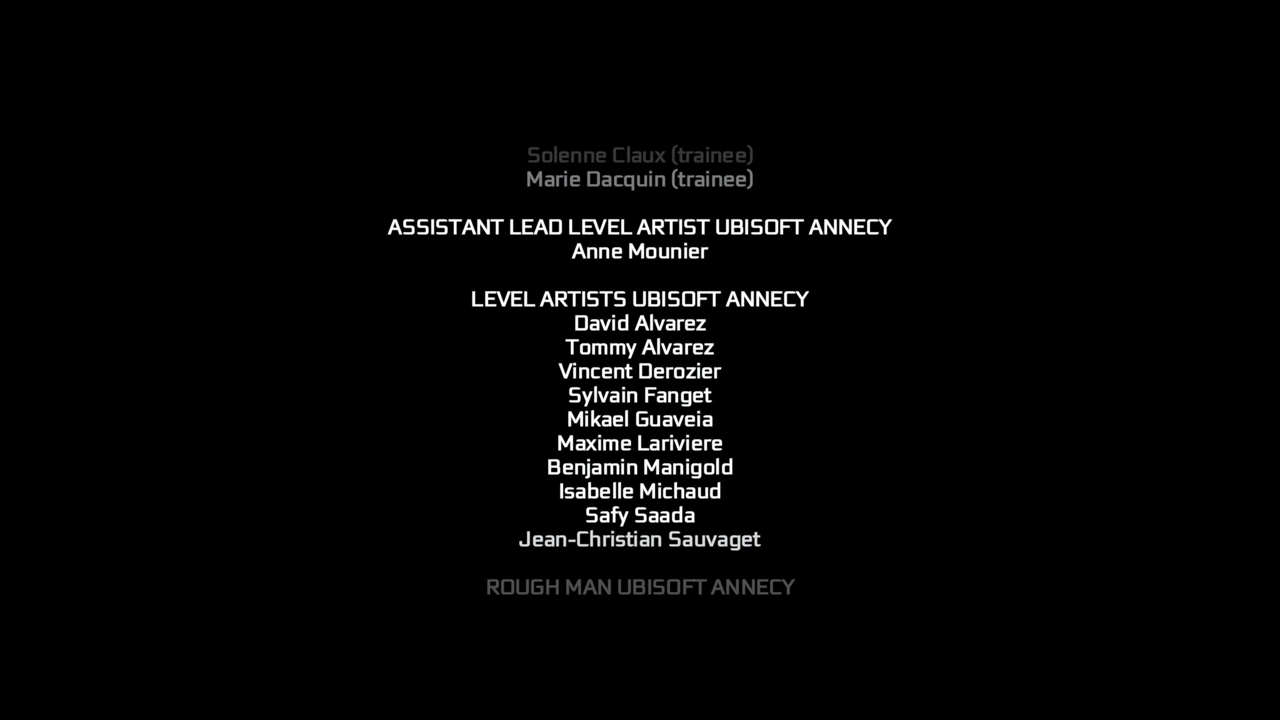 Solenne Claux (trainee)
Marie Dacquin (trainee)
ASSISTANT LEAD LEVEL ARTIST UBISOFT ANNECY
Anne Mounier
LEVEL ARTISTS UBISOFT ANNECY
David Alvarez
Tommy Alvarez
Vincent Derozier
Sylvain Fanget
Mikael Guaveia
Maxime Lariviere
Benjamin Manigold
Isabelle Michaud
Safy Saada
Jean-Christian Sauvaget
ROUGH MAN UBISOFT ANNECY